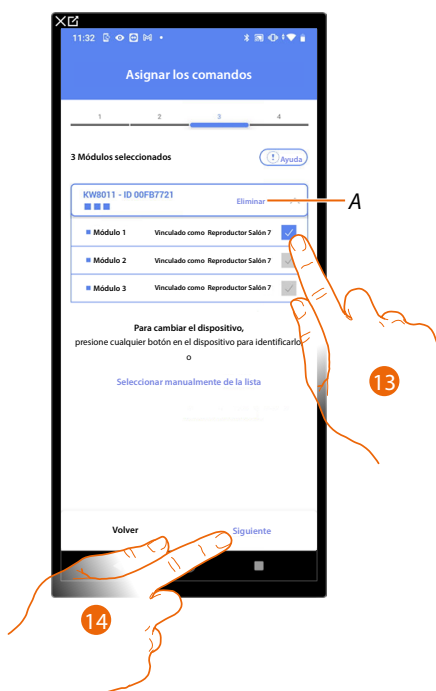 11:32
Asignar los comandos
1 2 3 4
3 Módulos seleccionados
Ayuda
KW8011 - ID 00FB7721
Eliminar
A
Módulo 1 Vinculado como Reproductor Salón 7
Módulo 2 Vinculado como Reproductor Salón 7
Módulo 3 Vinculado como Reproductor Salón 7
Para cambiar el dispositivo,
presione cualquier botón en el dispositivo para identificarlo
o
Seleccionar manualmente de la lista
13
Volver Siguiente
14